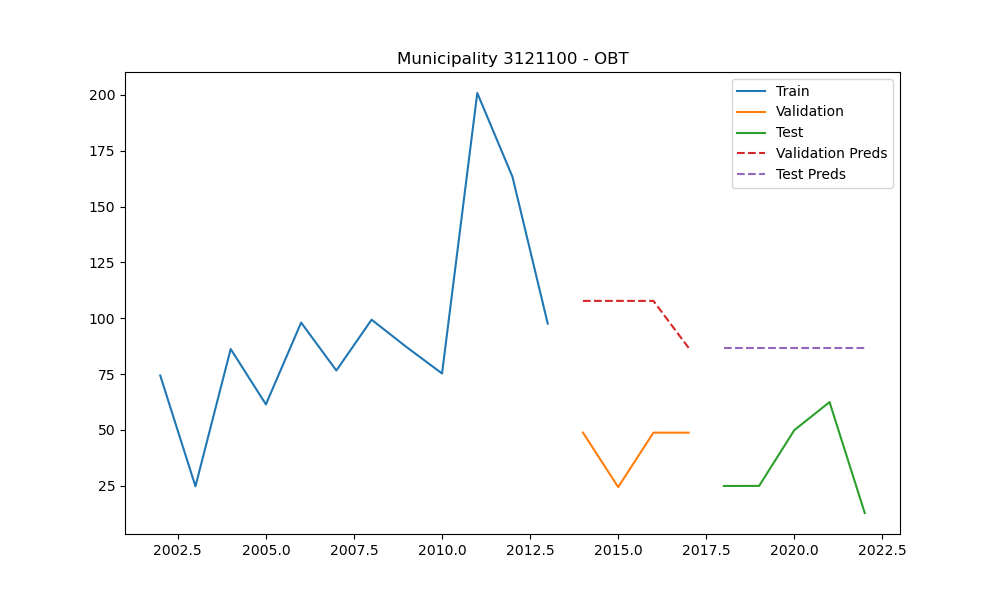 Municipality 3121100 - OBT
Train
Validation
Test
Validation Preds
Test Preds
200
175
150
125
100
75
50
25
2002.5 2005.0 2007.5 2010.0 2012.5 2015.0 2017.5 2020.0 2022.5